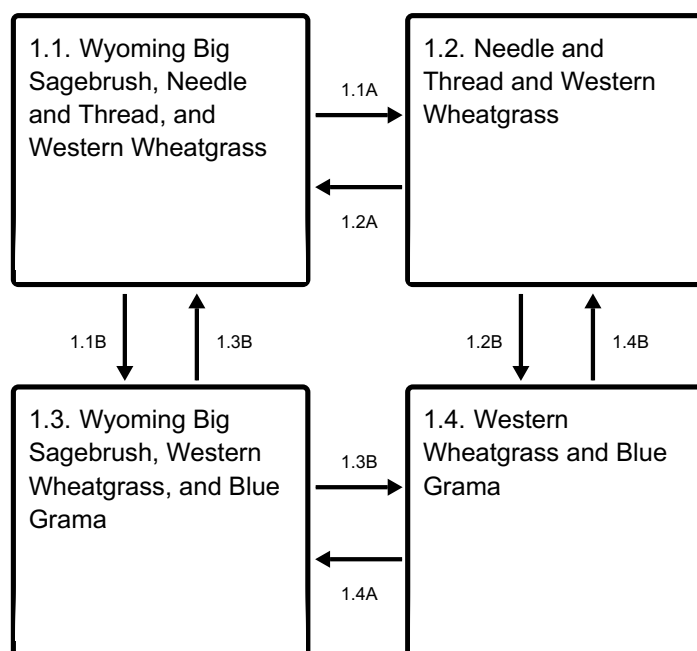 1.1. Wyoming Big
Sagebrush, Needle
and Thread, and
Western Wheatgrass
1.1A
1.2A
1.2. Needle and
Thread and Western
Wheatgrass
1.1B
1.3B
1.2B
1.4B
1.3. Wyoming Big
Sagebrush, Western
Wheatgrass, and Blue
Grama
1.3B
1.4A
1.4. Western
Wheatgrass and Blue
Grama